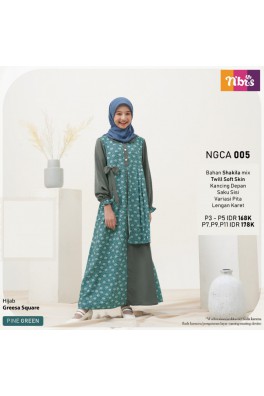 Nibis
NGCA 005
Bahan Shakila mix
Twill Soft Skin
Kancing Depan
Saku Sisi
Variasi Pita
Lengan Karet
P3 - P5 IDR 168K
P7,P9,P11 IDR 178K
Hijab
Greesa Square
PINE GREEN